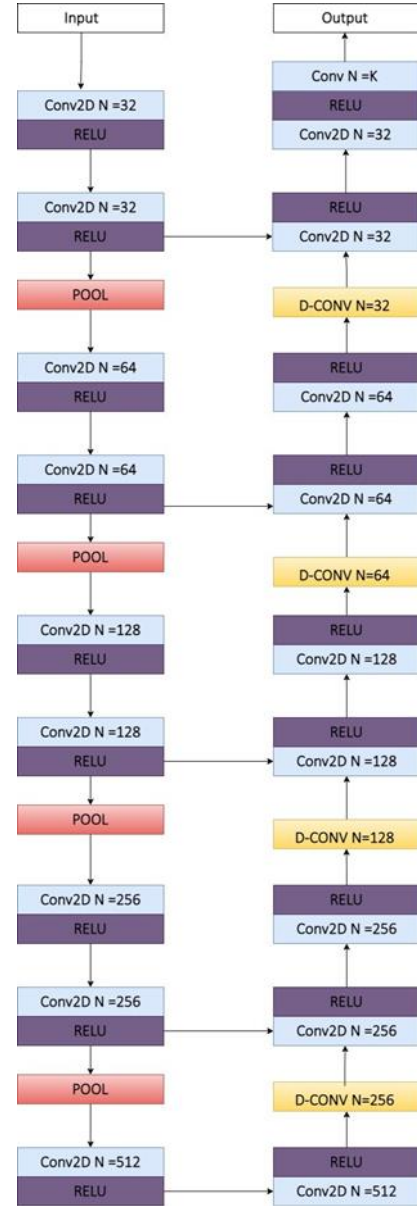 Input
Conv2D N =32
RELU
Conv2D N =32
RELU
POOL
Conv2D N =64
RELU
Conv2D N =64
RELU
POOL
Conv2D N =128
RELU
Conv2D N =128
RELU
POOL
Conv2D N =256
RELU
Conv2D N =256
RELU
POOL
Conv2D N =512
RELU
Output
Conv N =K
RELU
Conv2D N =32
RELU
Conv2D N =32
D-CONV N=32
RELU
Conv2D N =64
RELU
Conv2D N =64
D-CONV N=64
RELU
Conv2D N =128
RELU
Conv2D N =128
D-CONV N=128
RELU
Conv2D N =256
RELU
Conv2D N =256
D-CONV N=256
RELU
Conv2D N =512